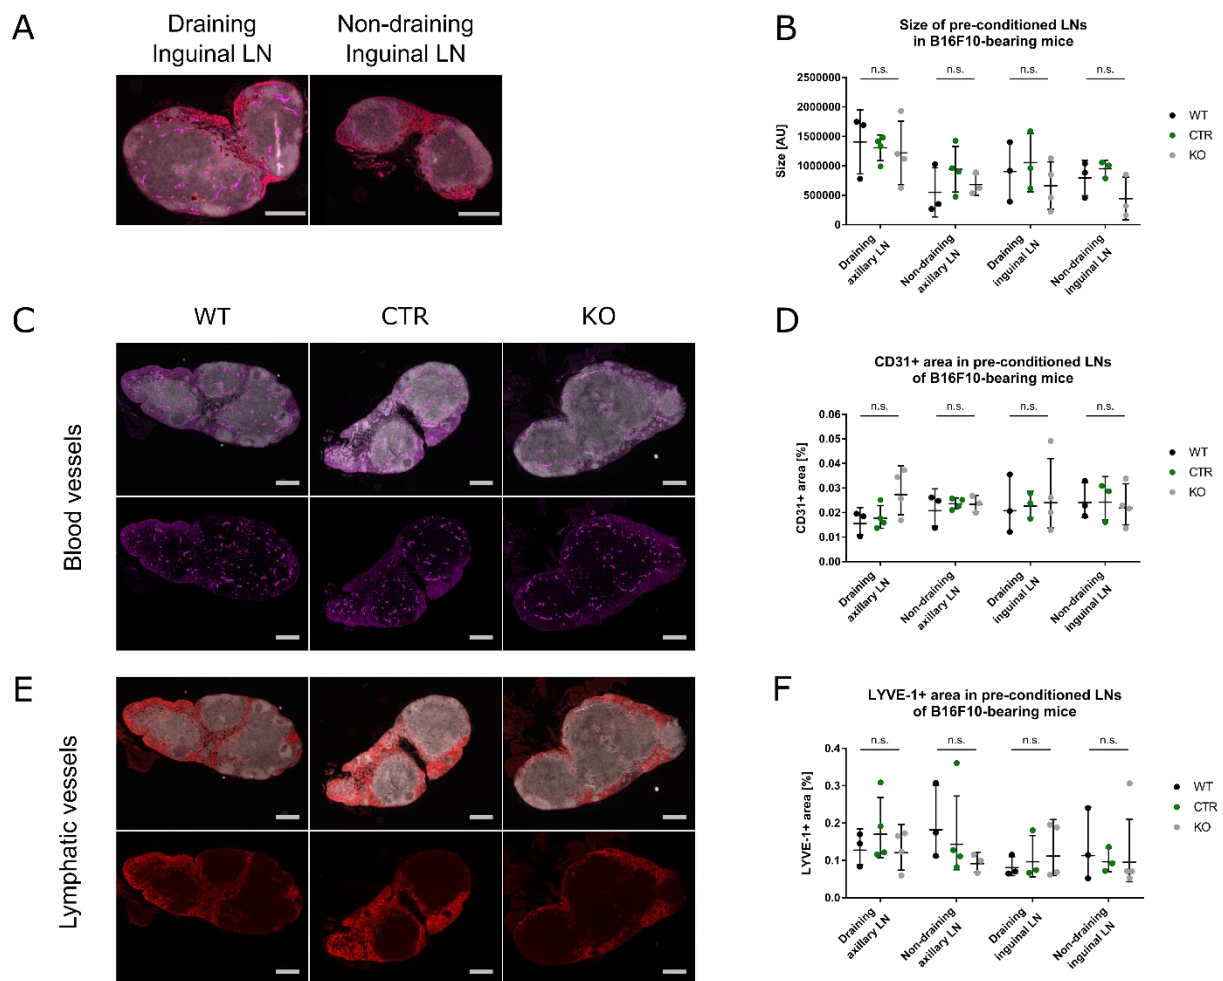 A
Draining
Inguinal LN
Non-draining
Inguinal LN
B
Size of pre-conditioned LNs
in B16F10-bearing mice
n.s.
n.s.
n.s.
n.s.
Size [AU]
2500000
2000000
1500000
1000000
500000
0
WT
CTR
KO
Draining
axillary LN
Non-draining
axillary LN
Draining
inguinal LN
Non-draining
inguinal LN
C
WT
CTR
KO
Blood vessels
D
CD31+ area in pre-conditioned LNs
of B16F10-bearing mice
n.s.
n.s.
n.s.
n.s.
CD31+ area [%]
0.06
0.05
0.04
0.03
0.02
0.01
0.00
WT
CTR
KO
Draining
axillary LN
Non-draining
axillary LN
Draining
inguinal LN
Non-draining
inguinal LN
E
Lymphatic vessels
F
LYVE-1+ area in pre-conditioned LNs
of B16F10-bearing mice
n.s.
n.s.
n.s.
n.s.
LYVE-1+ area [%]
0.4
0.3
0.2
0.1
0.0
WT
CTR
KO
Draining
axillary LN
Non-draining
axillary LN
Draining
inguinal LN
Non-draining
inguinal LN